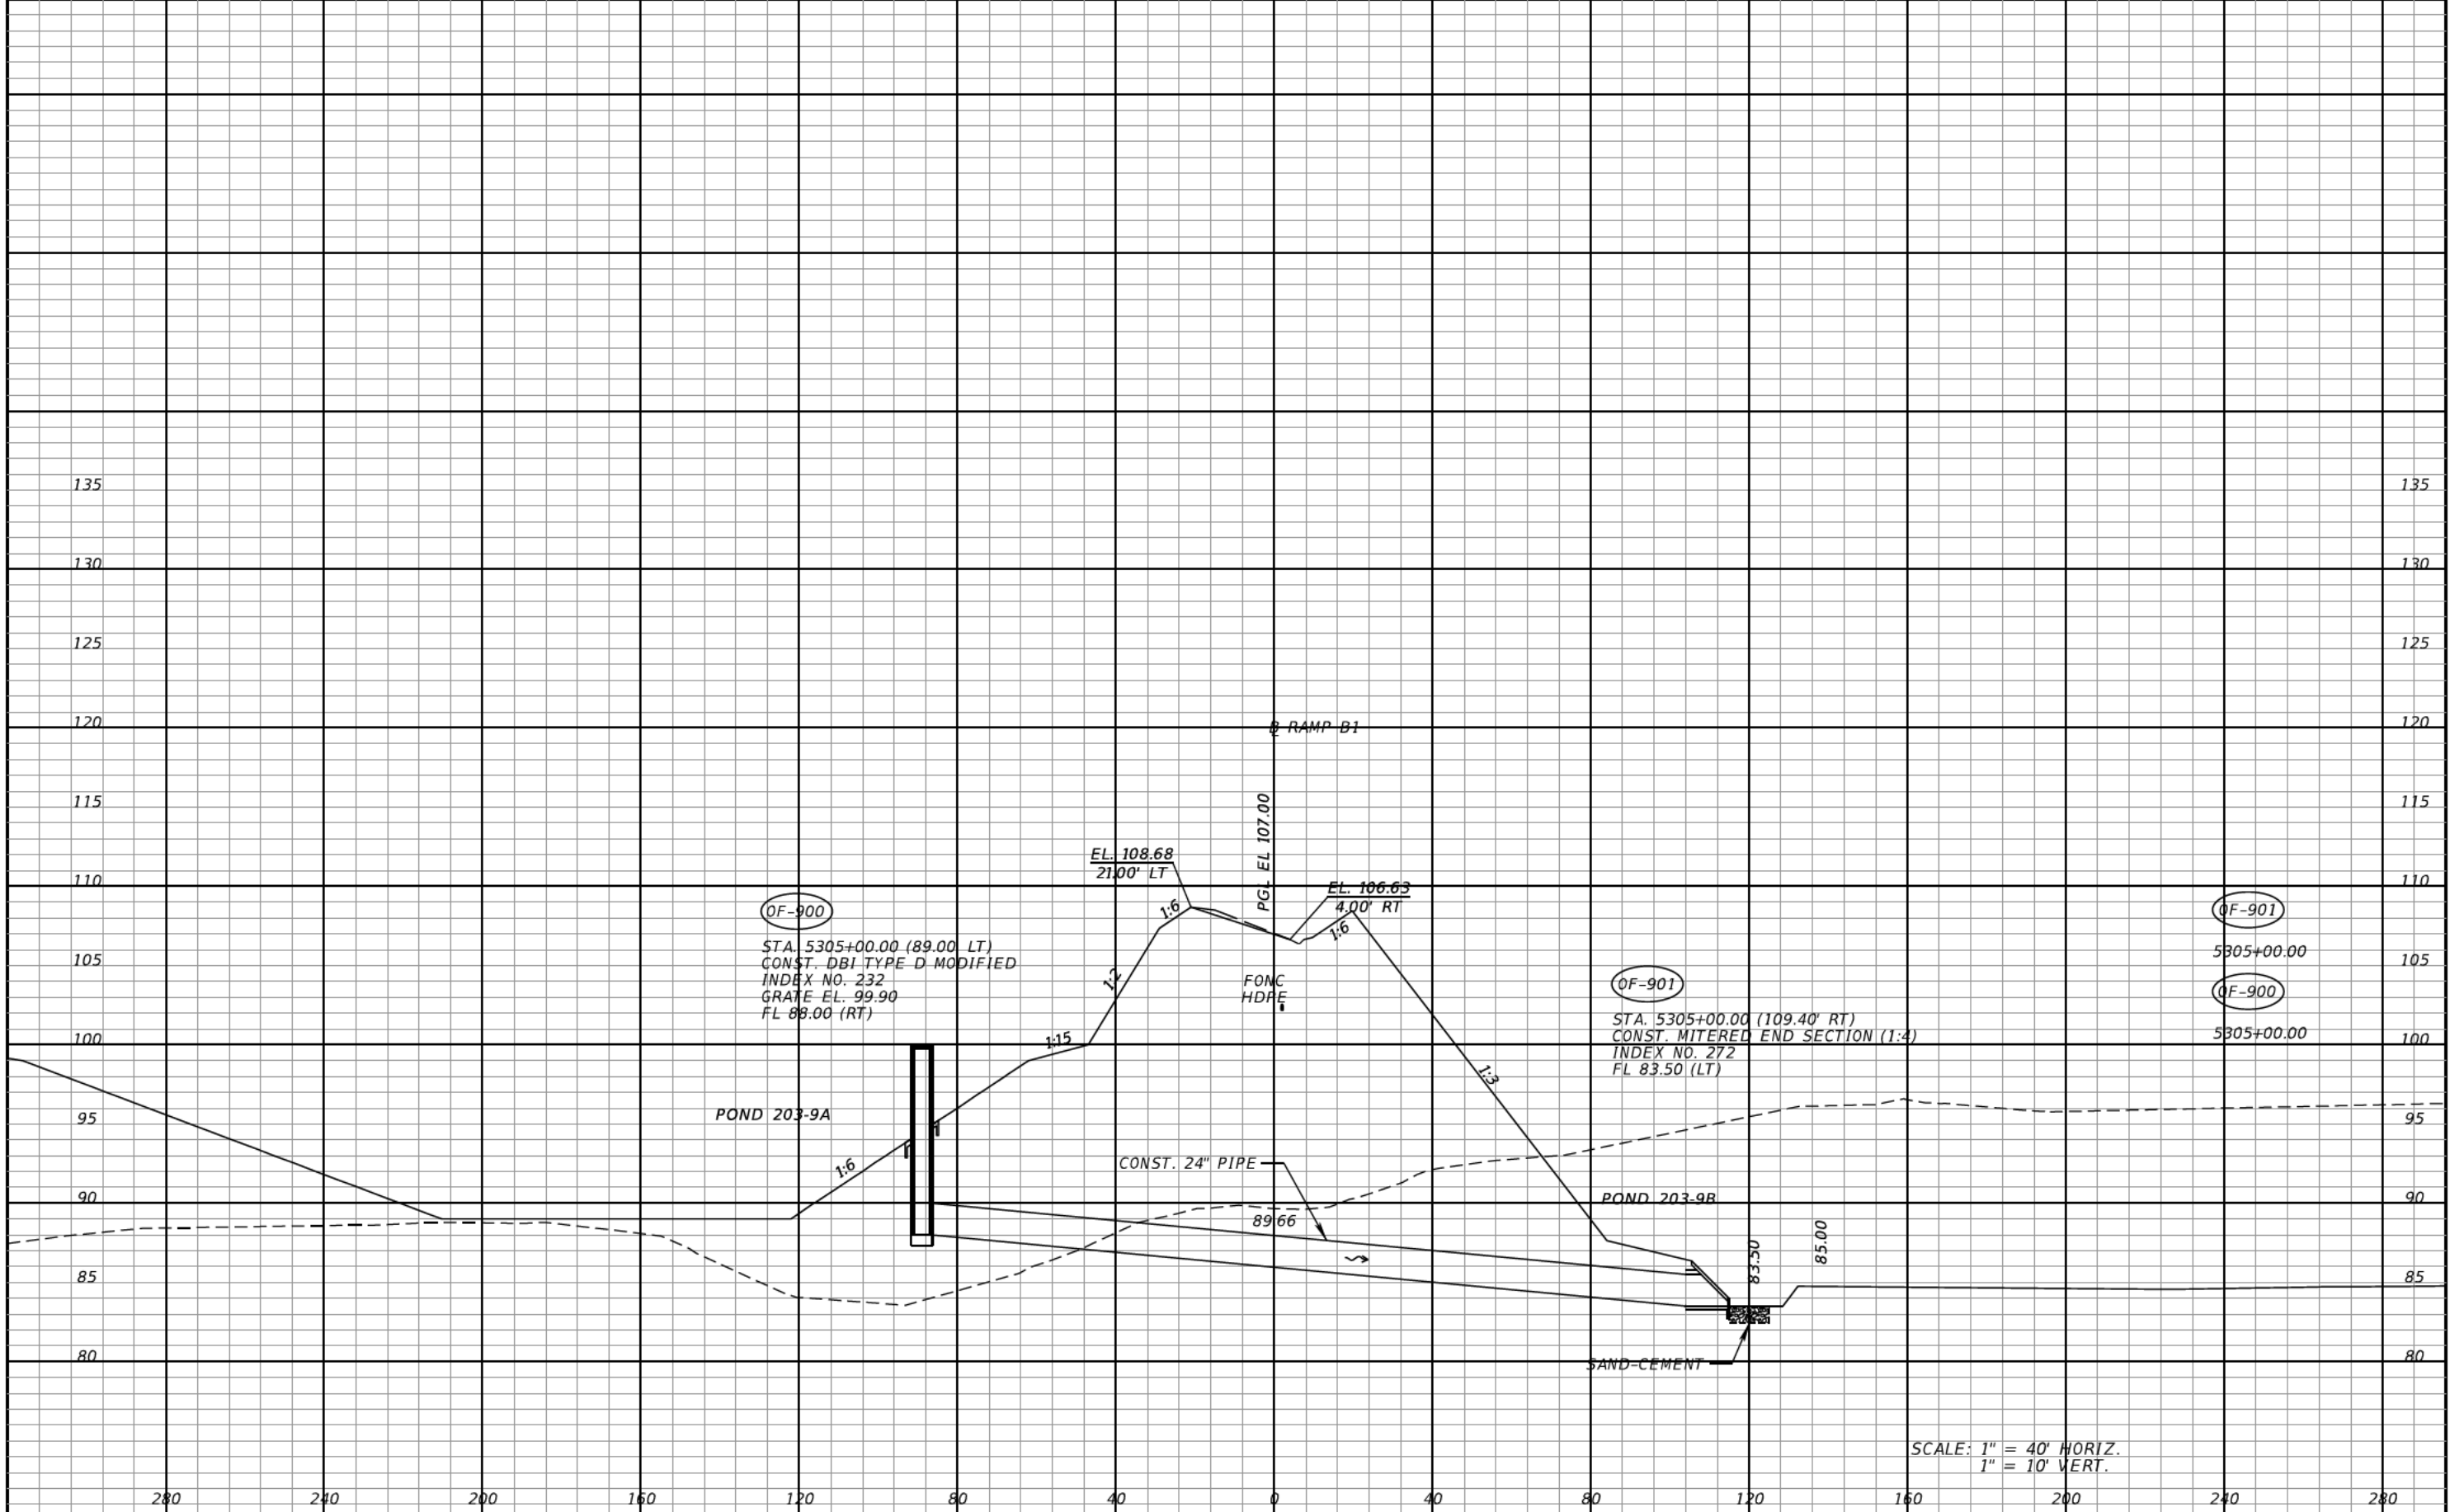 135
135
130
130
125
125
120
B RAMP B1
120
115
115
PGL EL 107.00
EL. 108.68
21.00' LT
110
110
EL. 106.63
4.00' RT
1:6
1:6
OF-900
STA. 5305+00.00 (89.00 LT)
CONST. DBI TYPE D MODIFIED
INDEX NO. 232
GRATE EL. 99.90
FL 88.00 (RT)
OF-901
5305+00.00
OF-900
5305+00.00
105
105
1:2
FONC
HDPE
OF-901
STA. 5305+00.00 (109.40' RT)
CONST. MITERED END SECTION (1:4)
INDEX NO. 272
FL 83.50 (LT)
100
1:15
100
1:3
95
POND 203-9A
95
1:6
CONST. 24" PIPE
90
POND 203-9B
90
89.66
83.50
85.00
85
85
80
SAND-CEMENT
80
SCALE: 1" = 40' HORIZ.
1" = 10' VERT.
280 240 200 160 120 80 40 0 40 80 120 160 200 240 280